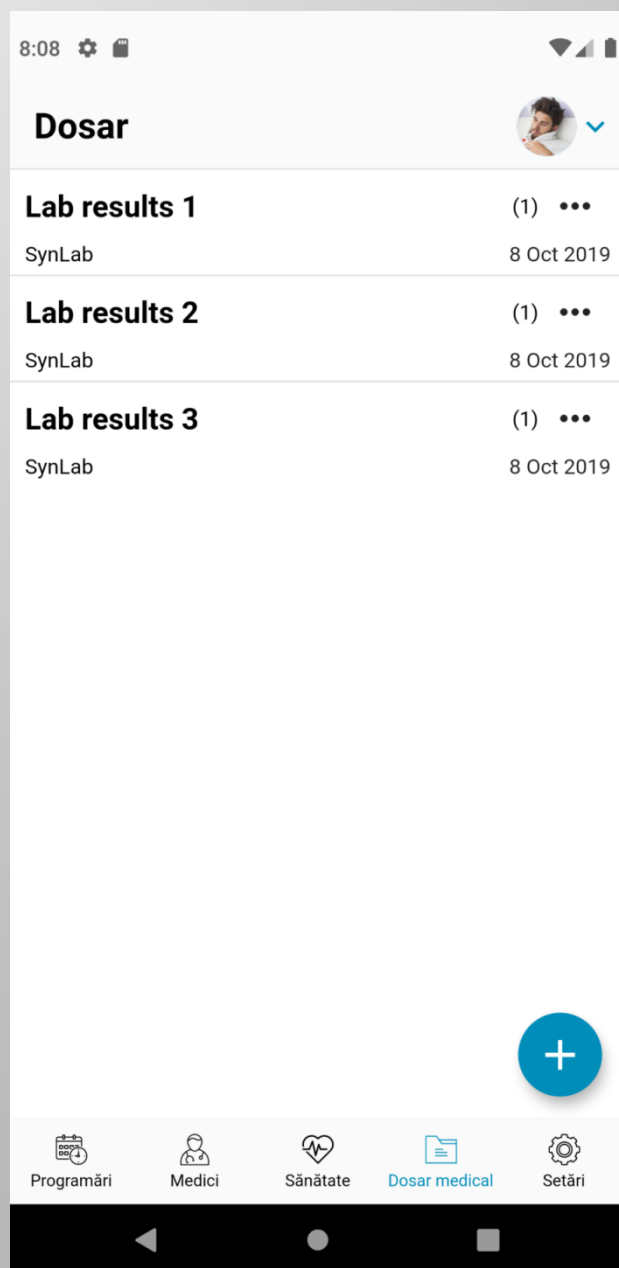 8:08
Dosar
Lab results 1 (1) •••
SynLab 8 Oct 2019
Lab results 2 (1) •••
SynLab 8 Oct 2019
Lab results 3 (1) •••
SynLab 8 Oct 2019
+
Programări Medici Sănătate Dosar medical Setări